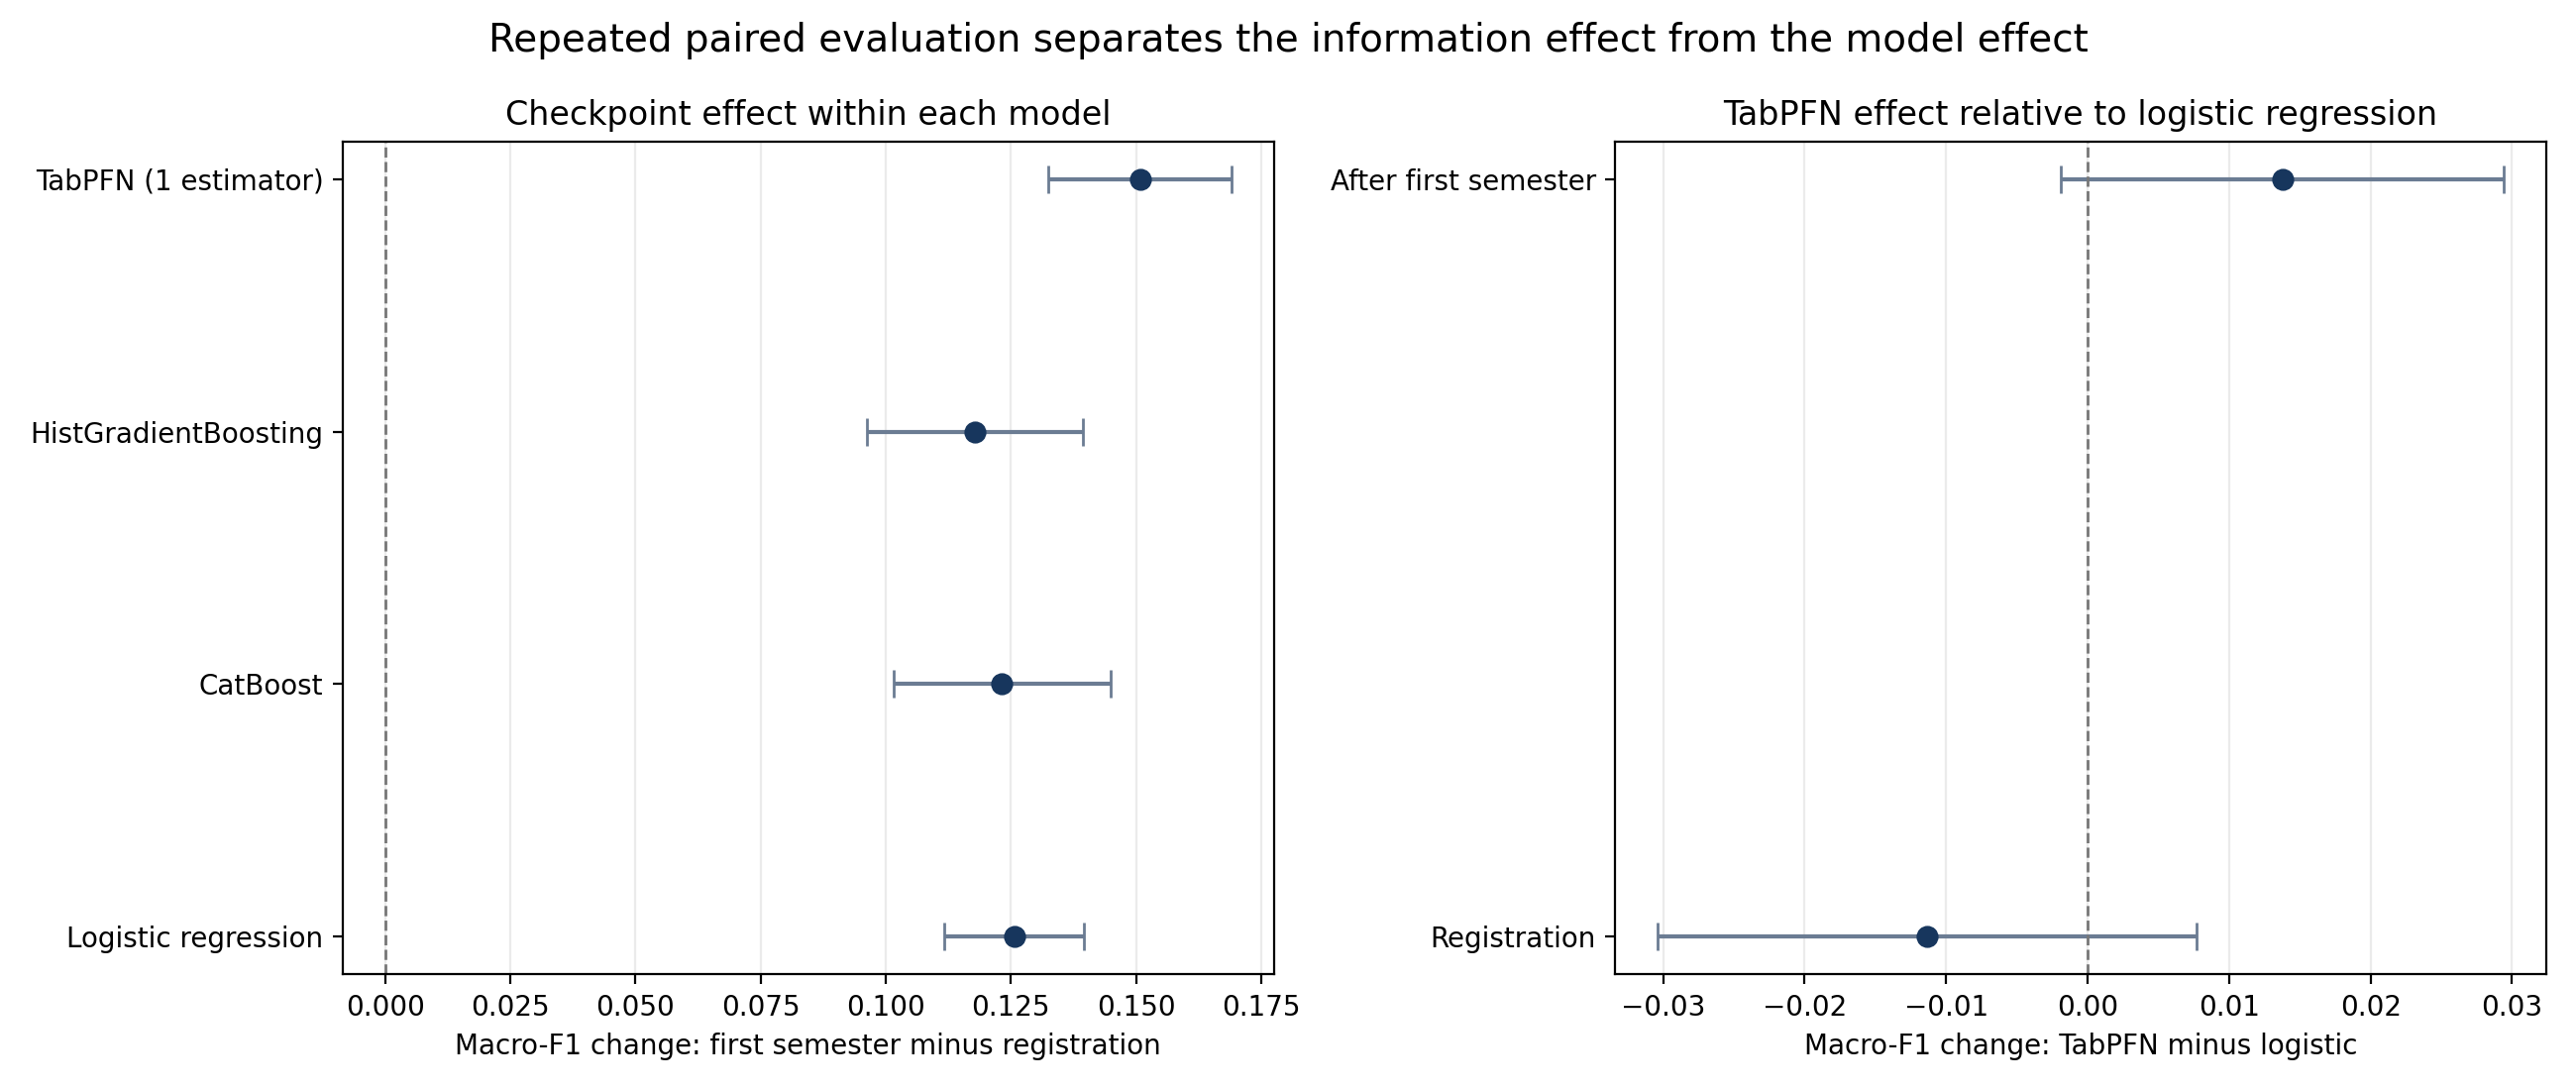 Repeated paired evaluation separates the information effect from the model effect
Checkpoint effect within each model
TabPFN (1 estimator)
HistGradientBoosting
CatBoost
Logistic regression
0.000 0.025 0.050 0.075 0.100 0.125 0.150 0.175
Macro-F1 change: first semester minus registration
TabPFN effect relative to logistic regression
After first semester
Registration
−0.03 −0.02 −0.01 0.00 0.01 0.02 0.03
Macro-F1 change: TabPFN minus logistic